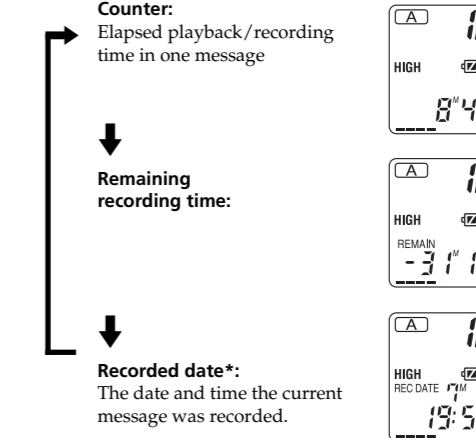 Counter:
Elapsed playback/recording
time in one message
A
HIGH
8M
Remaining
recording time:
A
HIGH
REMAIN
Recorded date*:
The date and time the current
message was recorded.
A
HIGH
REC DATE